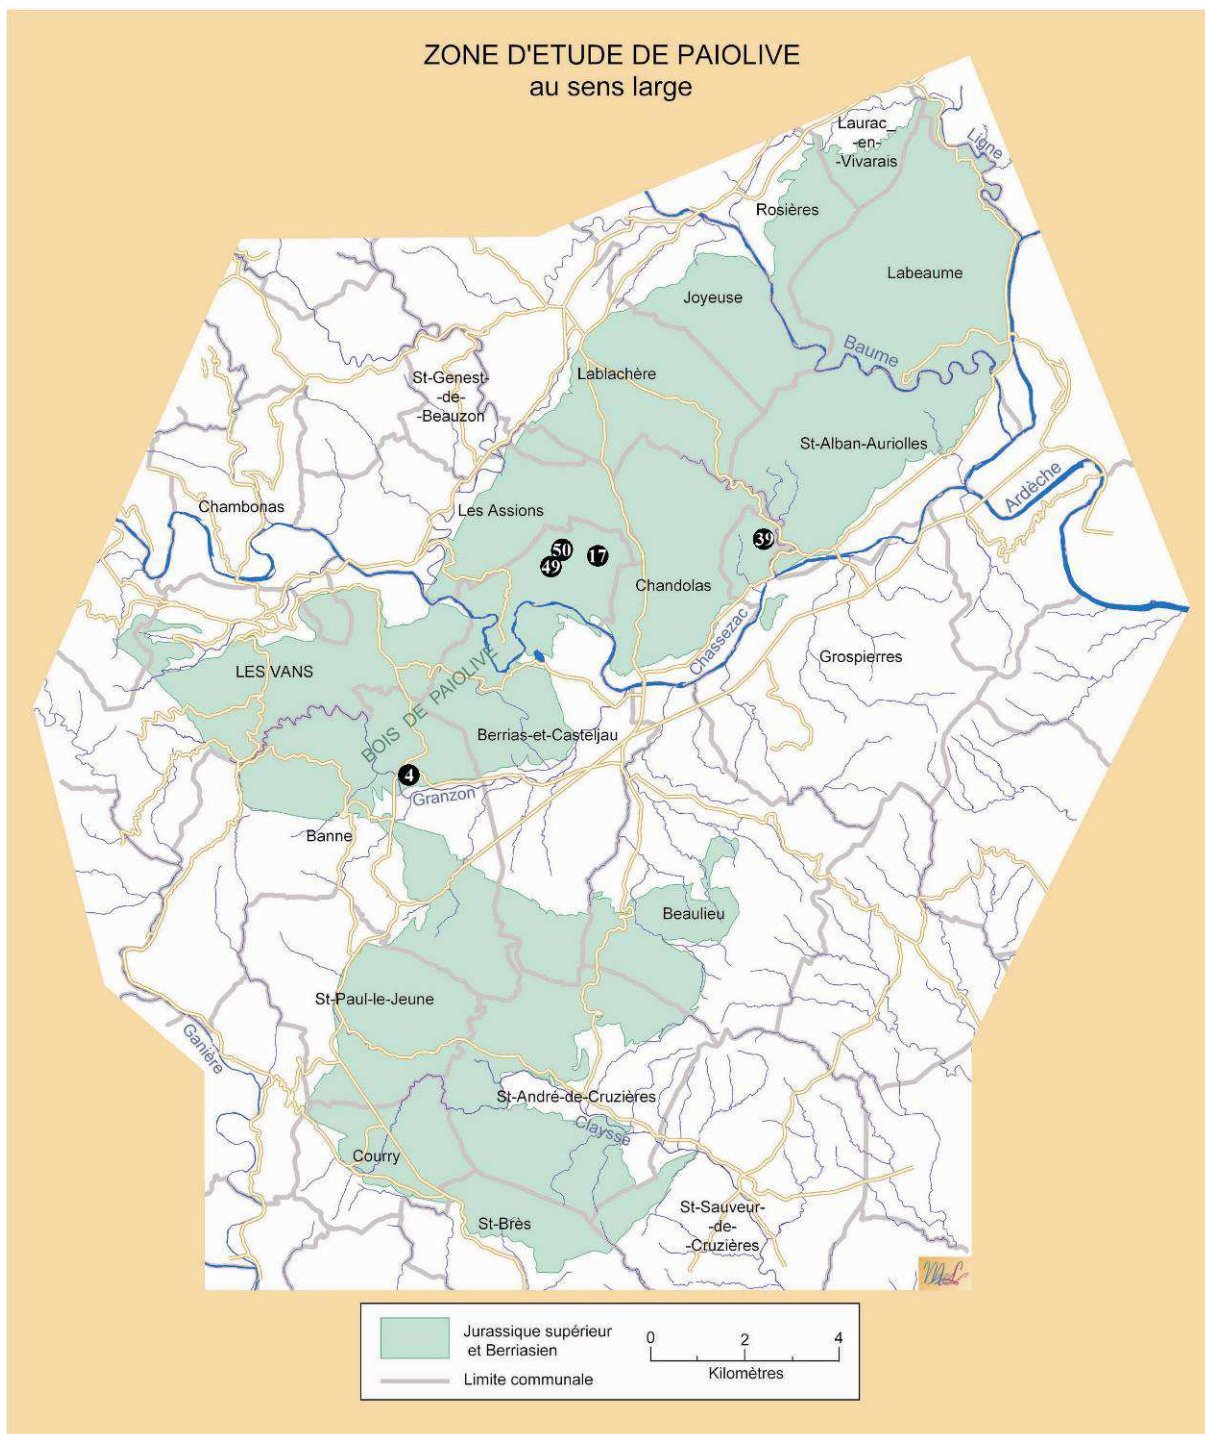 ZONE D'ETUDE DE PAIOLIVE
au sens large
Laurac_
-en-
-Vivarais
Ligne
Rosières
Labeaume
Joyeuse
Baume
Lablachère
St-Genest-
-de-
-Beauzon
St-Alban-Auriolles
Ardèche
Chambonas
Les Assions
50
49
17
39
Chandolas
Chassezac
Grospierres
LES VANS
BOIS DE PAIOLIVE
Berrias-et-Casteljau
4
Granzon
Banne
Beaulieu
St-Paul-le-Jeune
Ganière
St-André-de-Cruzières
Claysse
Courry
St-Brès
St-Sauveur-
-de-
-Cruzières
Jurassique supérieur
et Berriasien
Limite communale
0 2 4
Kilomètres